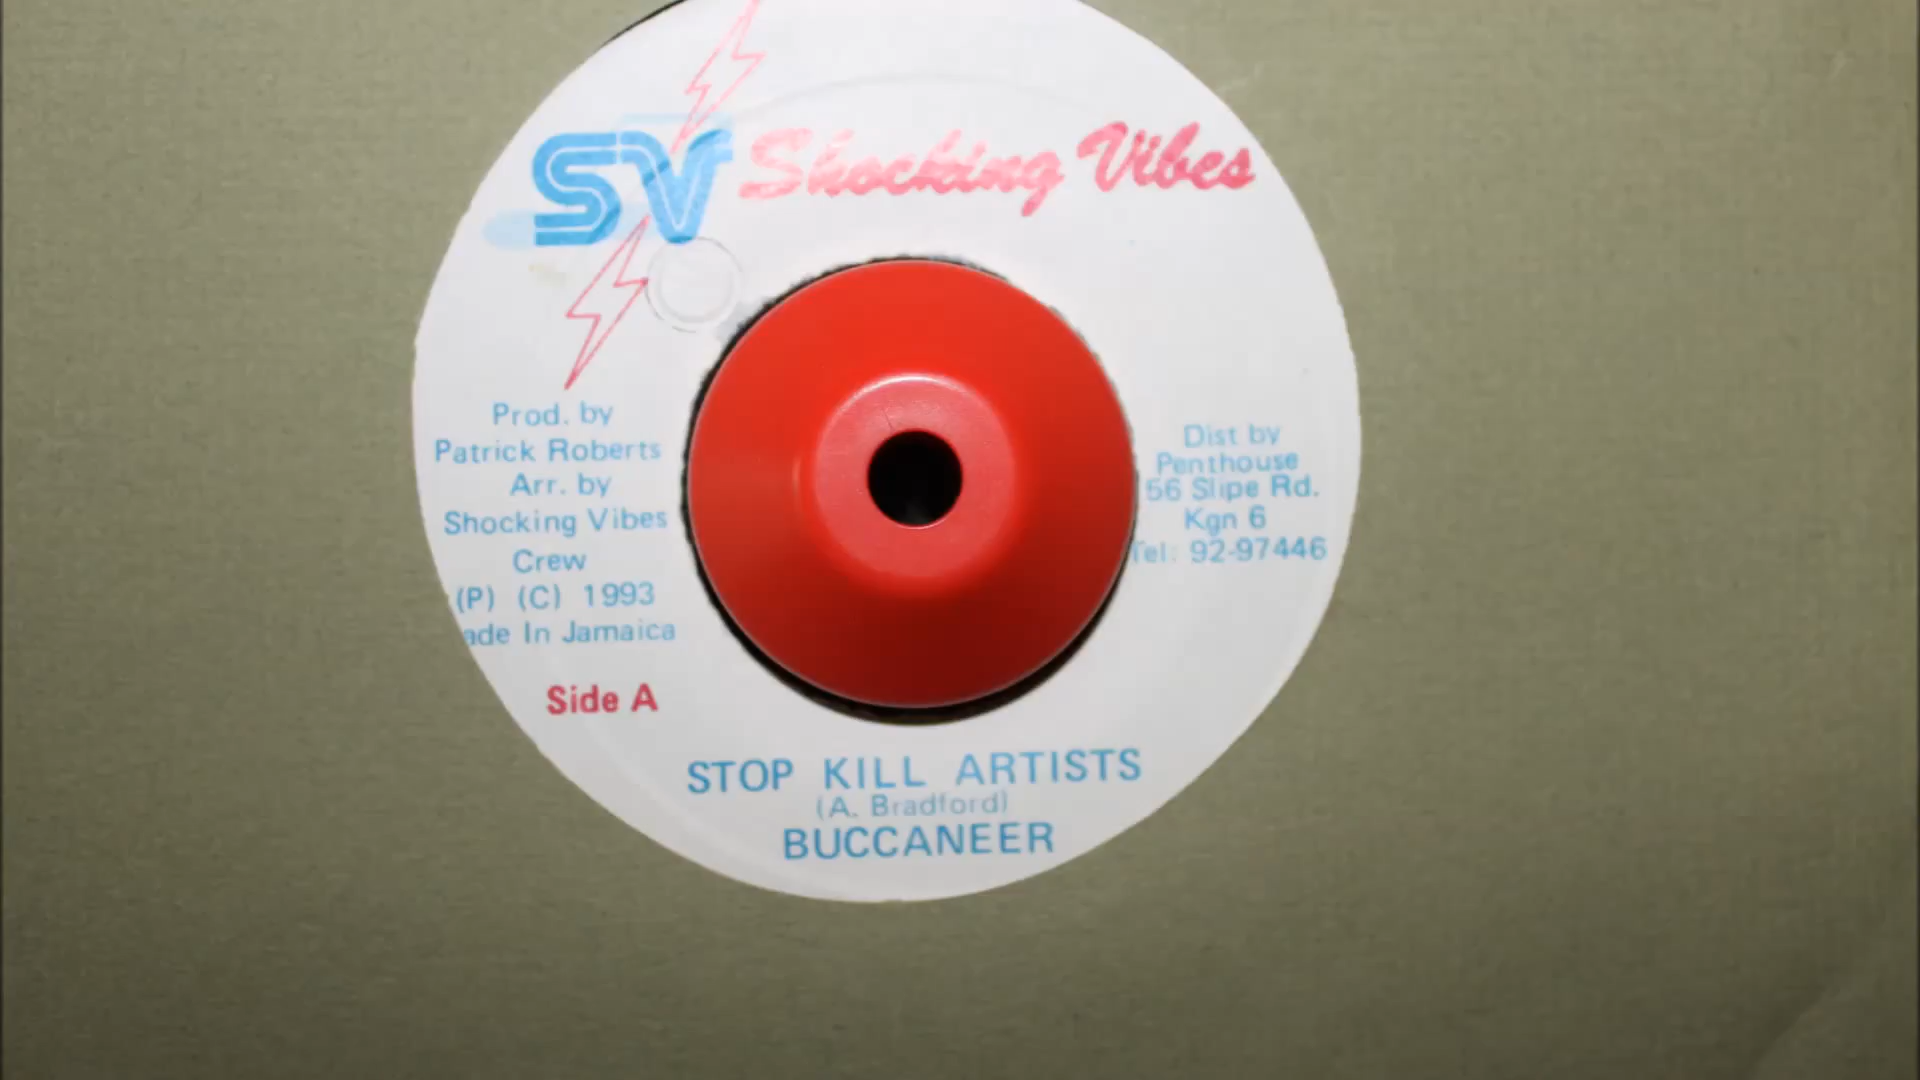 SV Shocking Vibes
Prod. by
Patrick Roberts
Arr. by
Shocking Vibes
Crew
(P) (C) 1993
ade In Jamaica
Side A
Dist by
Penthouse
56 Slipe Rd.
Kgn 6
Tel: 92-97446
STOP KILL ARTISTS
(A. Bradford)
BUCCANEER